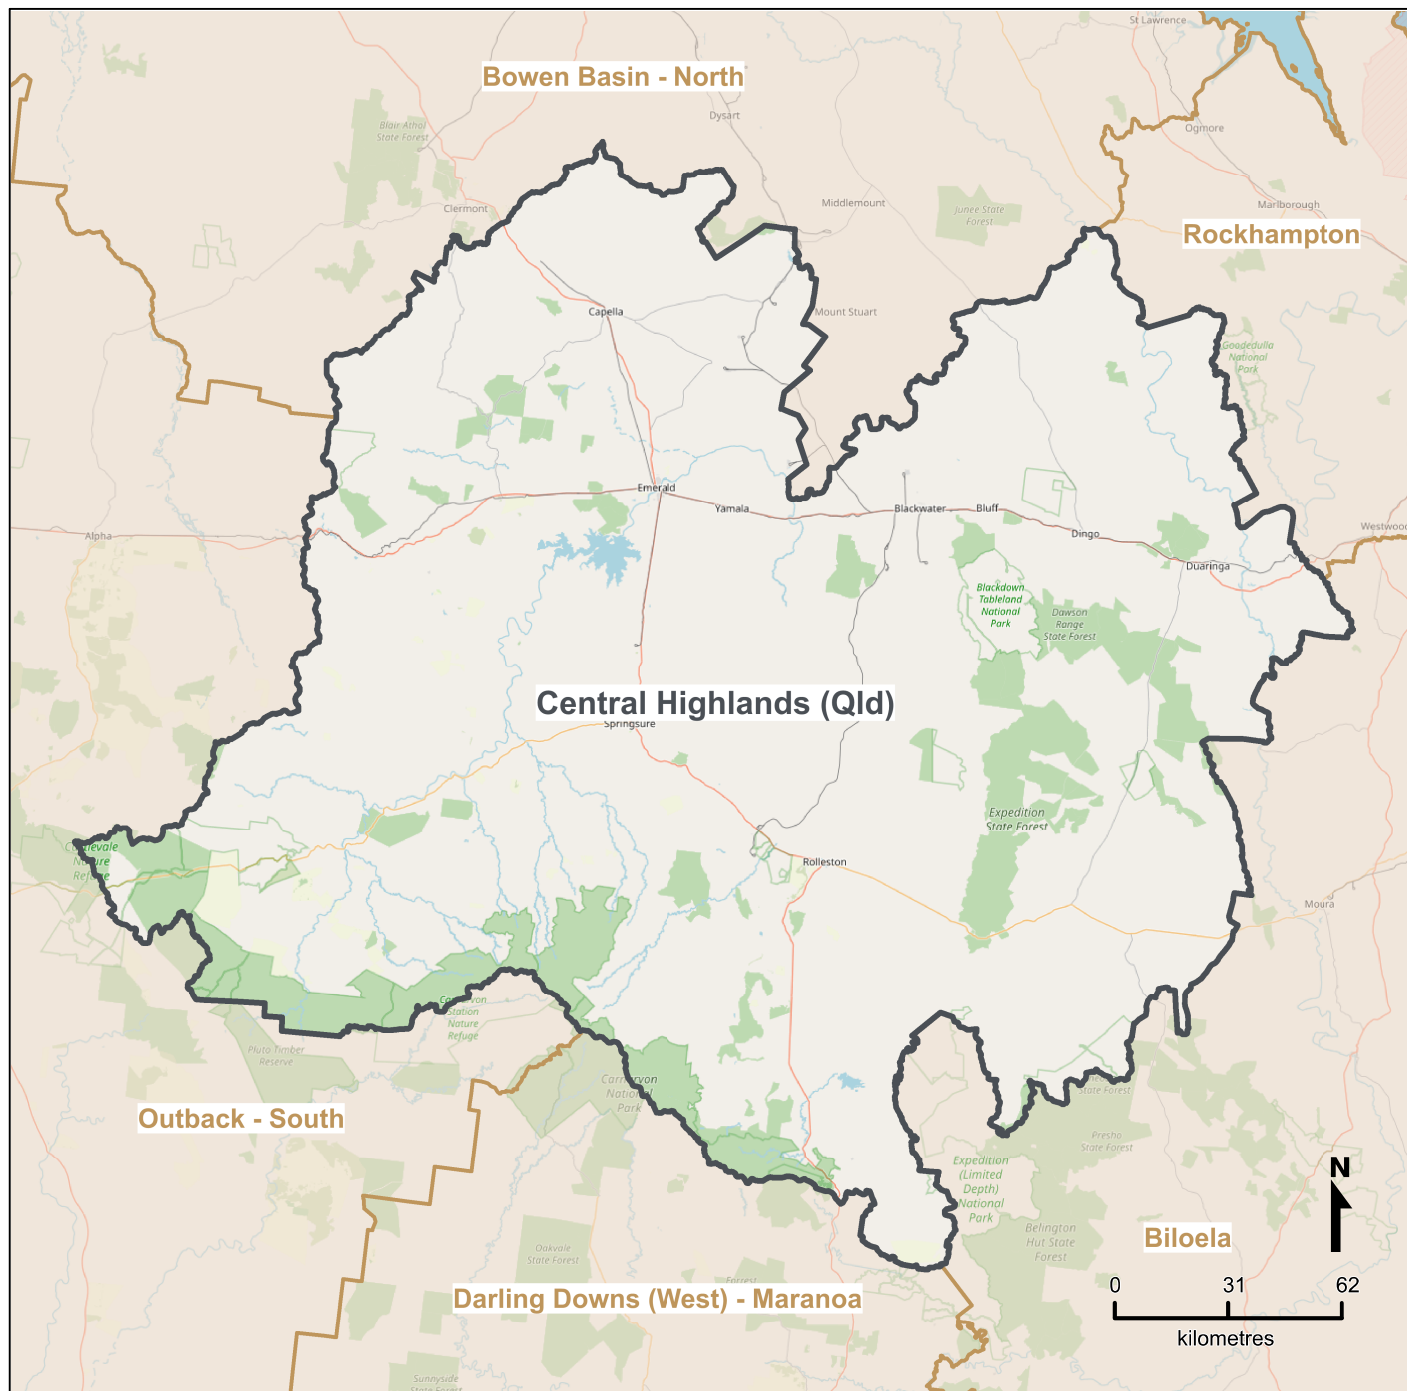 St Lawrence
Bowen Basin - North
Dysart
Blair Athol
State Forest
Ogmore
Clermont
Middlemount
Junee State
Forest
Marlborough
Rockhampton
Capella
Mount Stuart
Goodedulla
National
Park
Emerald
Yamala
Blackwater
Bluff
Dingo
Westwood
Alpha
Duaringa
Blackdown
Tableland
National
Park
Dawson
Range
State Forest
Central Highlands (Qld)
Springsure
Expedition
State Forest
Rolleston
Nature
Moura
Station
Nature
Refuge
Pluto Timber
Reserve
Carnarvon
National
Park
State Forest
Outback - South
Presho
State Forest
Expedition
(Limited
Depth)
National
Park
N
Belington
Hut State
Forest
Biloela
Oakvale
State Forest
Darling Downs (West) - Maranoa
0 31 62
kilometres
Sunnyside